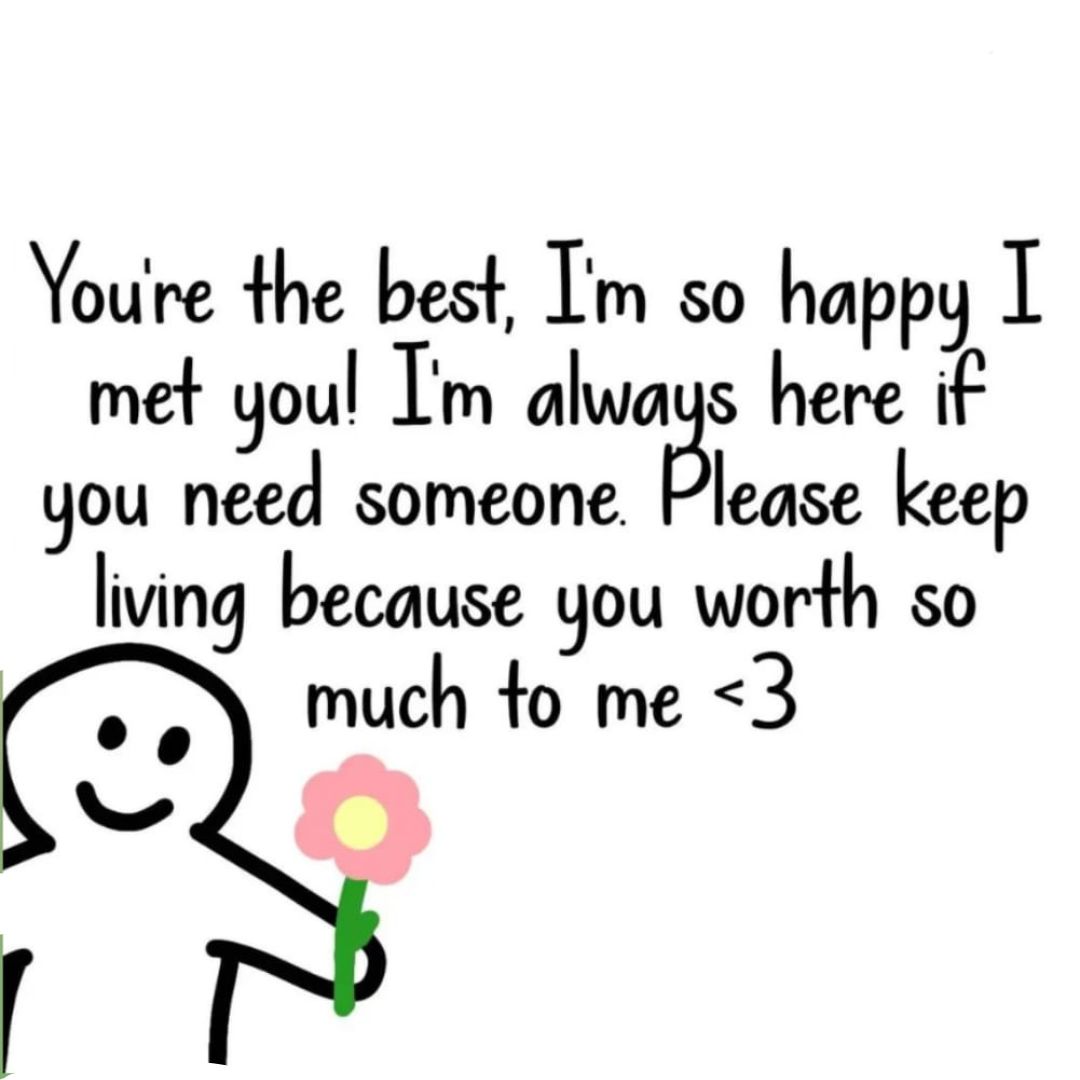 You're the best, I'm so happy I
met you! I'm always here if
you need someone. Please keep
living because you worth so
much to me <3